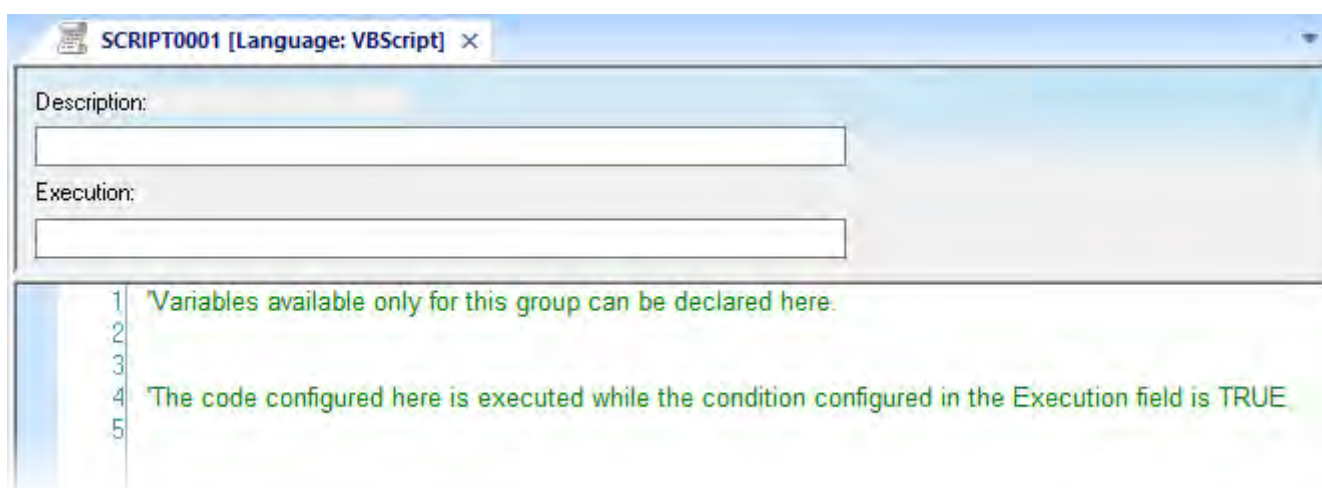 SCRIPT0001 [Language: VBScript]
Description:
Execution:
1 'Variables available only for this group can be declared here.
2
3
4 'The code configured here is executed while the condition configured in the Execution field is TRUE.
5